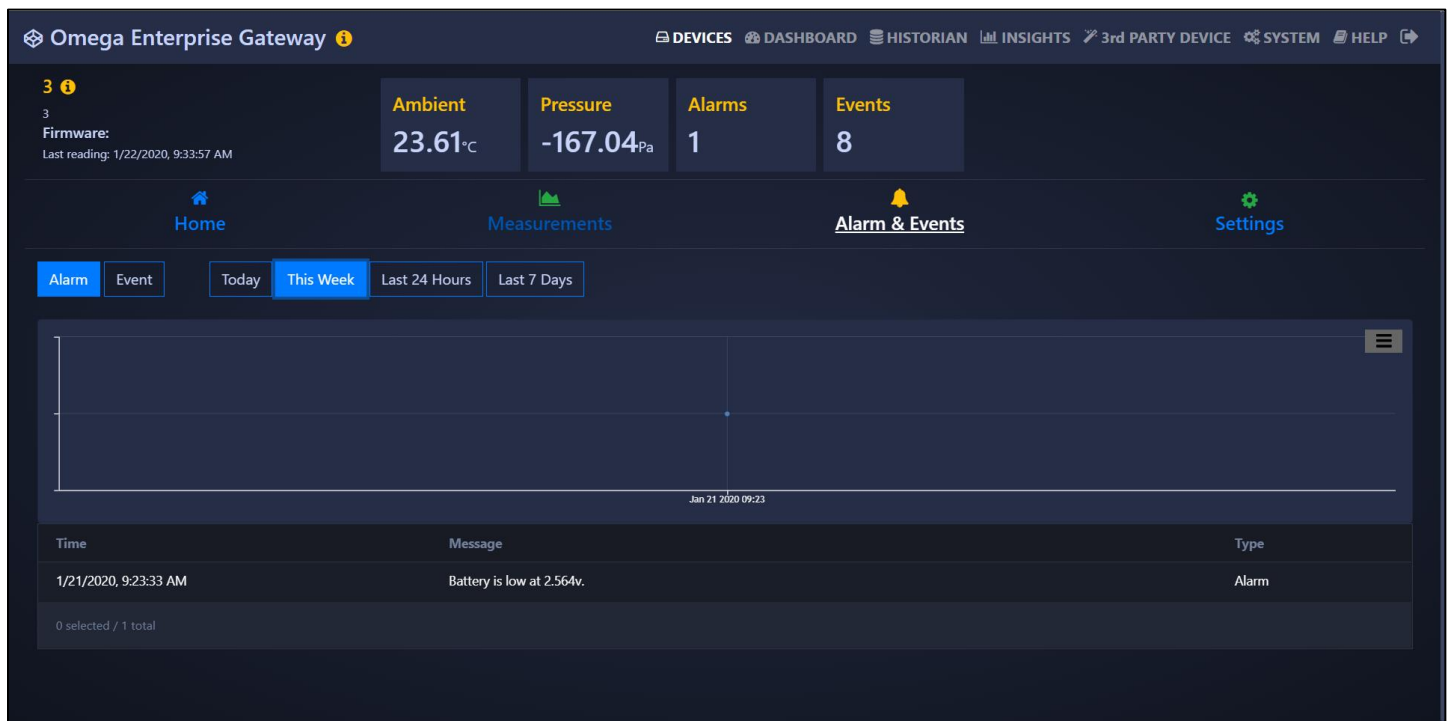 Omega Enterprise Gateway
DEVICES DASHBOARD HISTORIAN INSIGHTS 3rd PARTY DEVICE SYSTEM HELP
3
3
Firmware:
Last reading: 1/22/2020, 9:33:57 AM
Ambient
23.61°C
Pressure
-167.04Pa
Alarms
1
Events
8
Home
Measurements
Alarm & Events
Settings
Alarm Event Today This Week Last 24 Hours Last 7 Days
Jan 21 2020 09:23
Time Message Type
1/21/2020, 9:23:33 AM Battery is low at 2.564v. Alarm
0 selected / 1 total